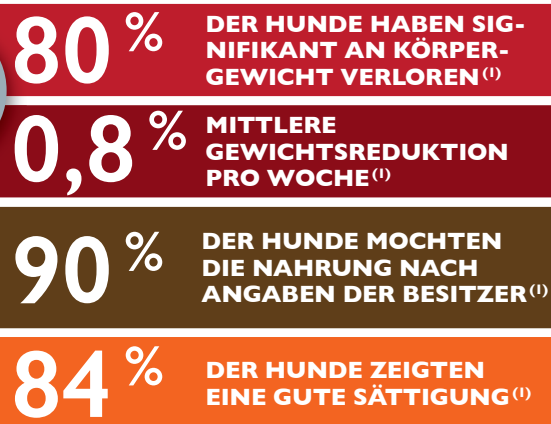 80 %
DER HUNDE HABEN SIG-
NIFIKANT AN KÖRPER-
GEWICHT VERLOREN(1)
0,8 %
MITTLERE
GEWICHTSREDUKTION
PRO WOCHE(1)
90 %
DER HUNDE MOCHTEN
DIE NAHRUNG NACH
ANGABEN DER BESITZER(1)
84 %
DER HUNDE ZEIGTEN
EINE GUTE SÄTTIGUNG(1)